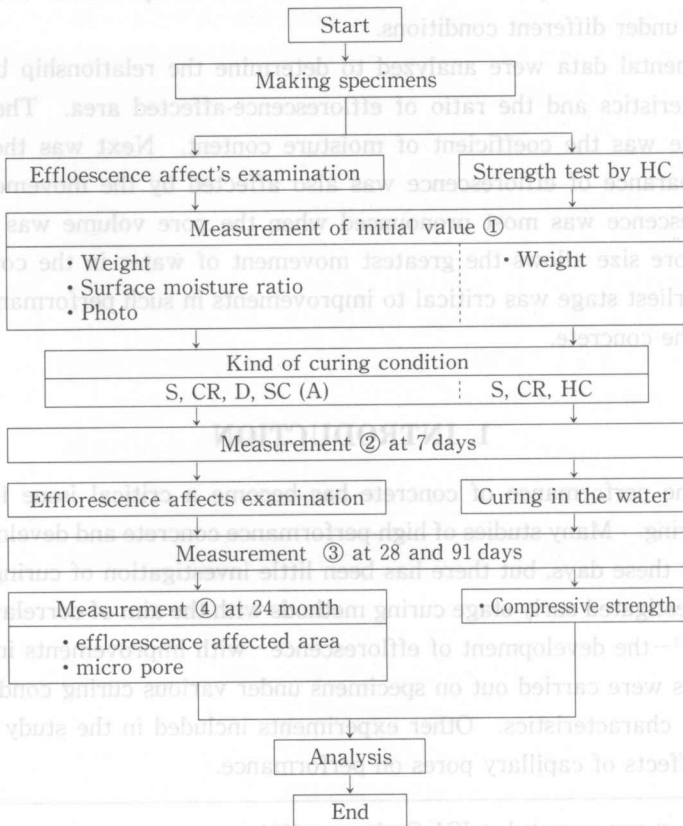 Start
Making specimens
Effloescence affect's examination
Strength test by HC
Measurement of initial value ①
・Weight
・Surface moisture ratio
・Photo
・Weight
Kind of curing condition
S, CR, D, SC (A)
S, CR, HC
Measurement ② at 7 days
Efflorescence affects examination
Curing in the water
Measurement ③ at 28 and 91 days
Measurement ④ at 24 month
・efflorescence affected area
・micro pore
・Compressive strength
Analysis
End